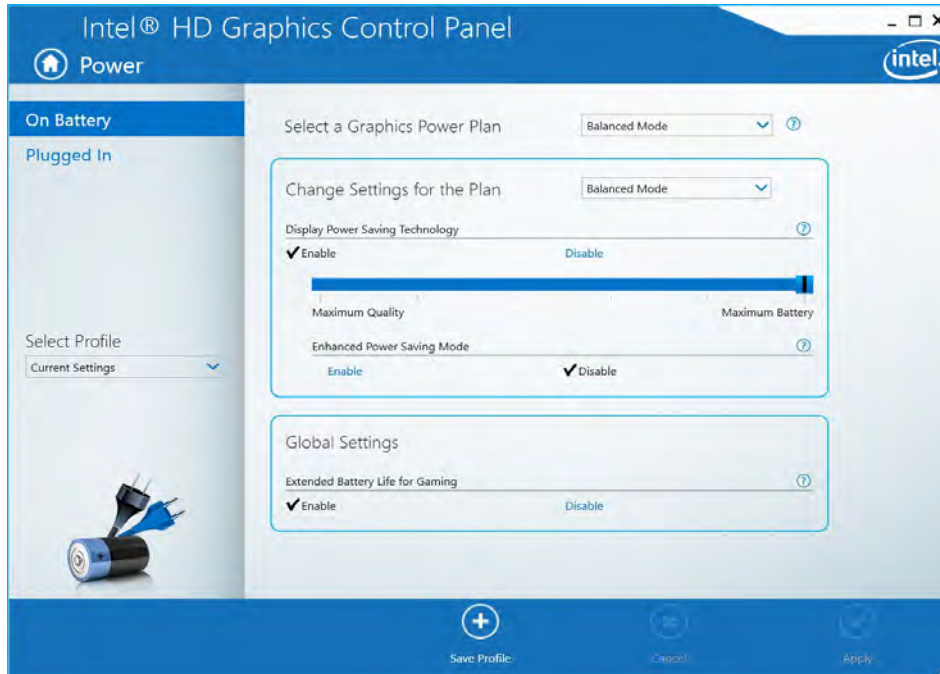 Intel® HD Graphics Control Panel
Power
intel
On Battery
Plugged In
Select a Graphics Power Plan
Balanced Mode
Change Settings for the Plan
Balanced Mode
Display Power Saving Technology
Enable
Disable
Maximum Quality
Maximum Battery
Enhanced Power Saving Mode
Enable
Disable
Select Profile
Current Settings
Global Settings
Extended Battery Life for Gaming
Enable
Disable
Save Profile
Cancel
Apply